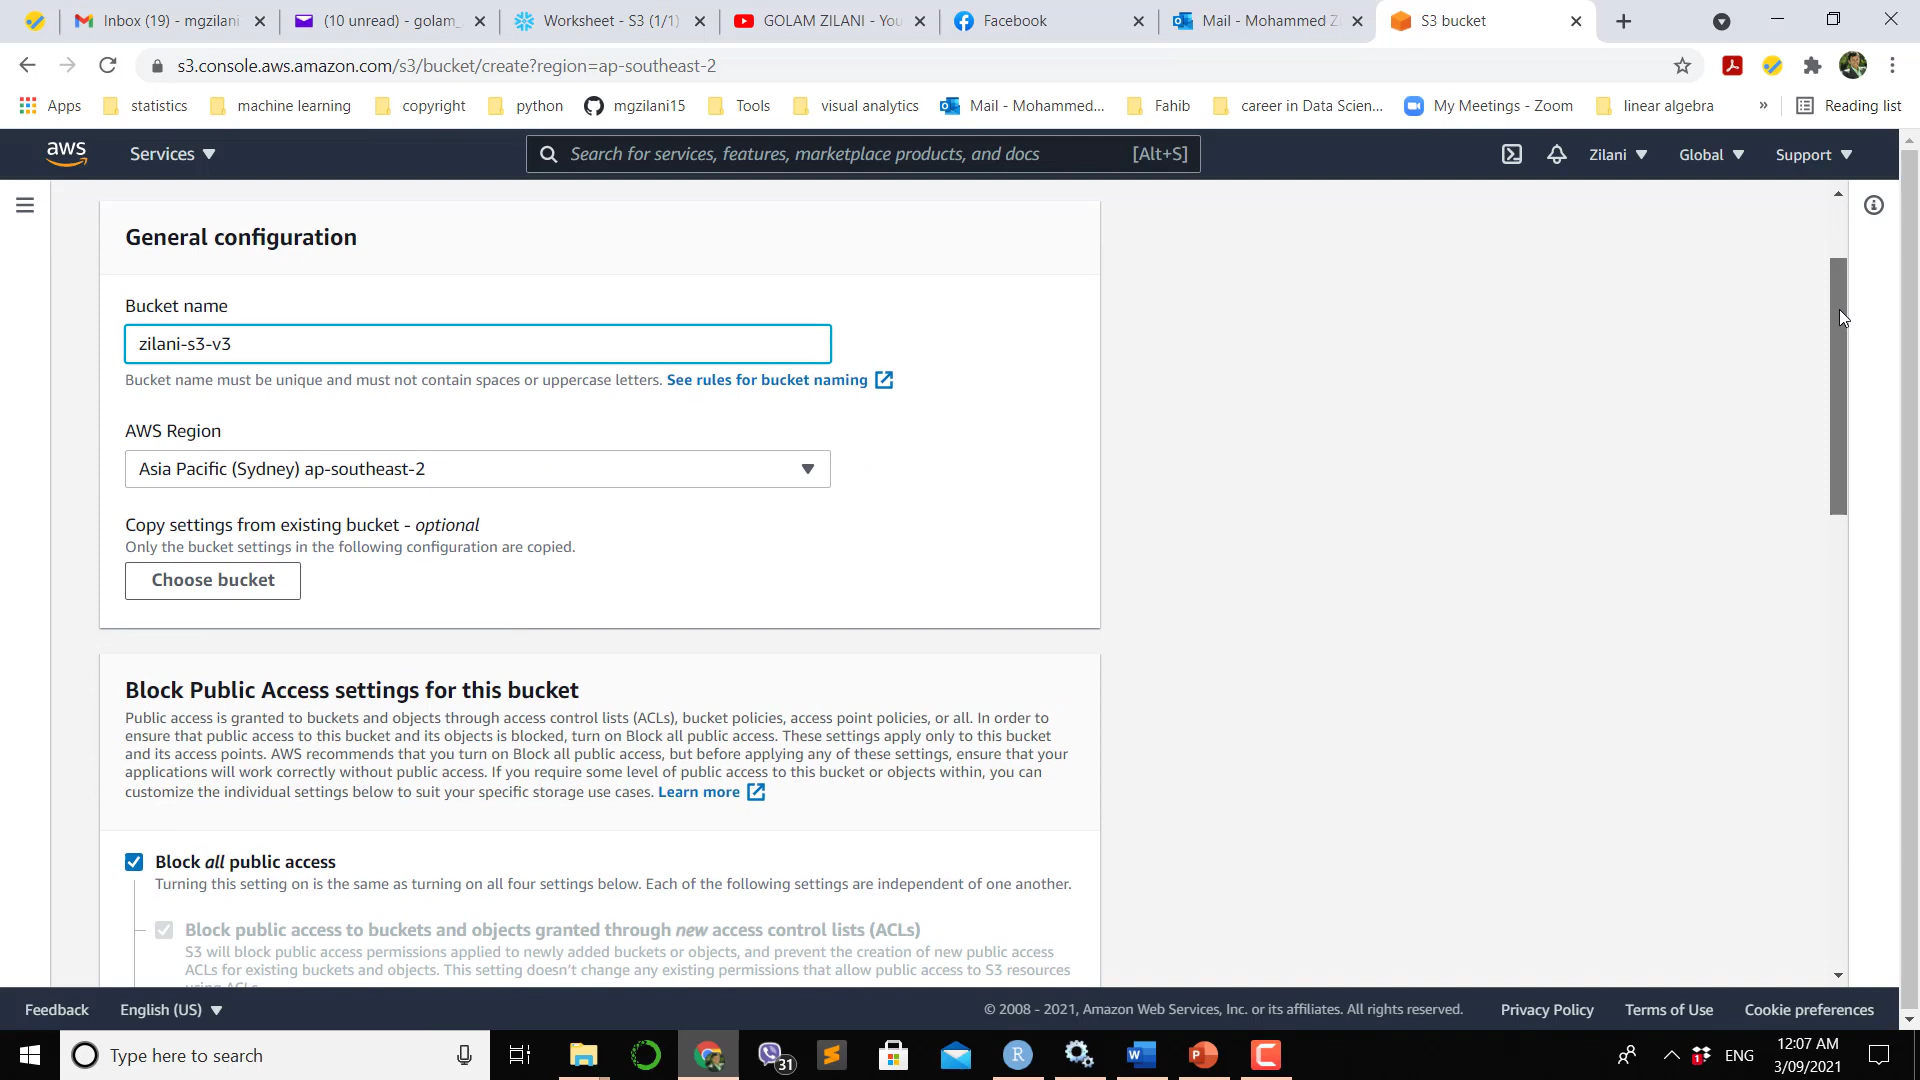 Inbox (19) - mgzilani
(10 unread) - golam_
Worksheet - S3 (1/1)
GOLAM ZILANI - You
Facebook
Mail - Mohammed Z
S3 bucket
s3.console.aws.amazon.com/s3/bucket/create?region=ap-southeast-2
Apps
statistics
machine learning
copyright
python
mgzilani15
Tools
visual analytics
Mail - Mohammed...
Fahib
career in Data Scien...
My Meetings - Zoom
linear algebra
»
Reading list
aws
Services
Search for services, features, marketplace products, and docs
[Alt+S]
Zilani
Global
Support
General configuration
Bucket name
zilani-s3-v3
Bucket name must be unique and must not contain spaces or uppercase letters. See rules for bucket naming
AWS Region
Asia Pacific (Sydney) ap-southeast-2
Copy settings from existing bucket - optional
Only the bucket settings in the following configuration are copied.
Choose bucket
Block Public Access settings for this bucket
Public access is granted to buckets and objects through access control lists (ACLs), bucket policies, access point policies, or all. In order to
ensure that public access to this bucket and its objects is blocked, turn on Block all public access. These settings apply only to this bucket
and its access points. AWS recommends that you turn on Block all public access, but before applying any of these settings, ensure that your
applications will work correctly without public access. If you require some level of public access to this bucket or objects within, you can
customize the individual settings below to suit your specific storage use cases. Learn more
Block all public access
Turning this setting on is the same as turning on all four settings below. Each of the following settings are independent of one another.
Block public access to buckets and objects granted through new access control lists (ACLs)
S3 will block public access permissions applied to newly added buckets or objects, and prevent the creation of new public access
ACLs for existing buckets and objects. This setting doesn't change any existing permissions that allow public access to S3 resources
using ACLs.
Feedback
English (US)
© 2008 - 2021, Amazon Web Services, Inc. or its affiliates. All rights reserved.
Privacy Policy
Terms of Use
Cookie preferences
Type here to search
31
R
W
P
1
ENG
12:07 AM
3/09/2021